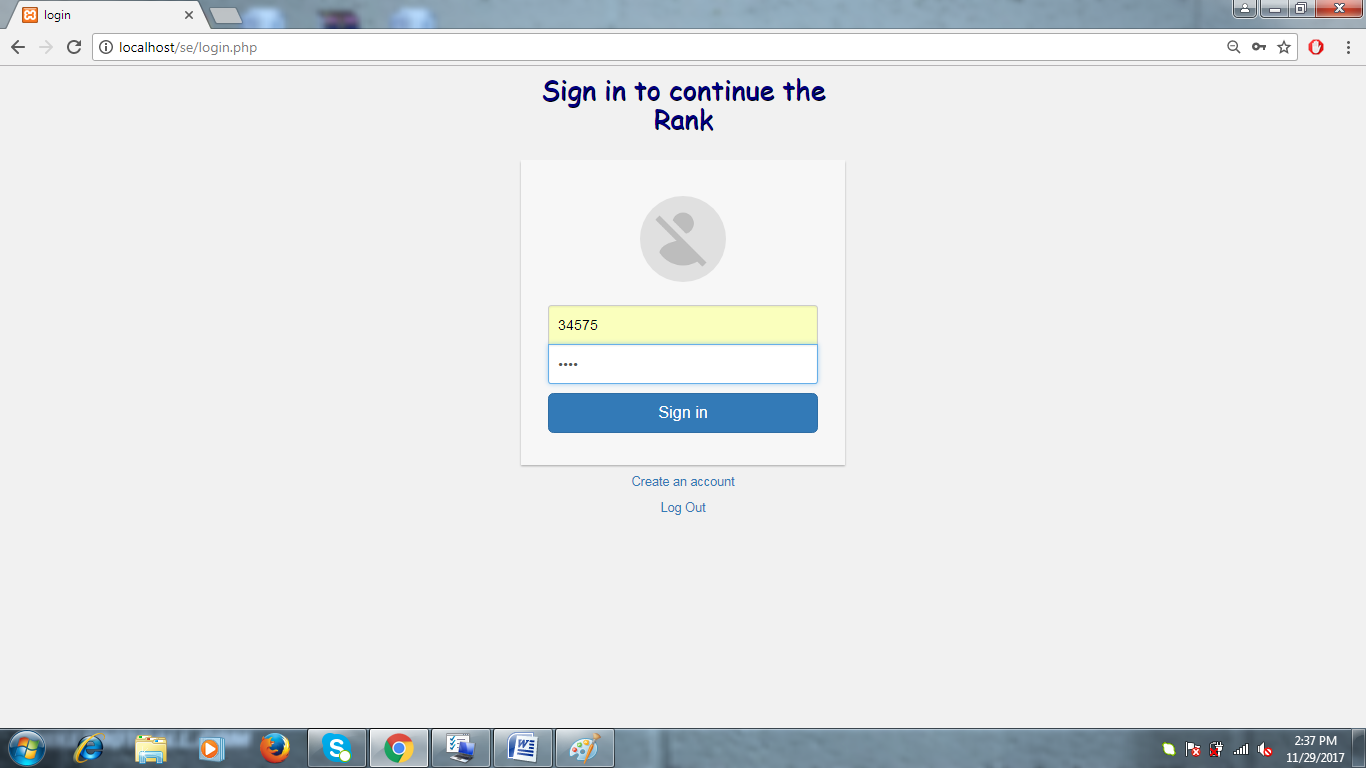 login
localhost/se/login.php
Sign in to continue the
Rank
34575
••••
Sign in
Create an account
Log Out
2:37 PM
11/29/2017